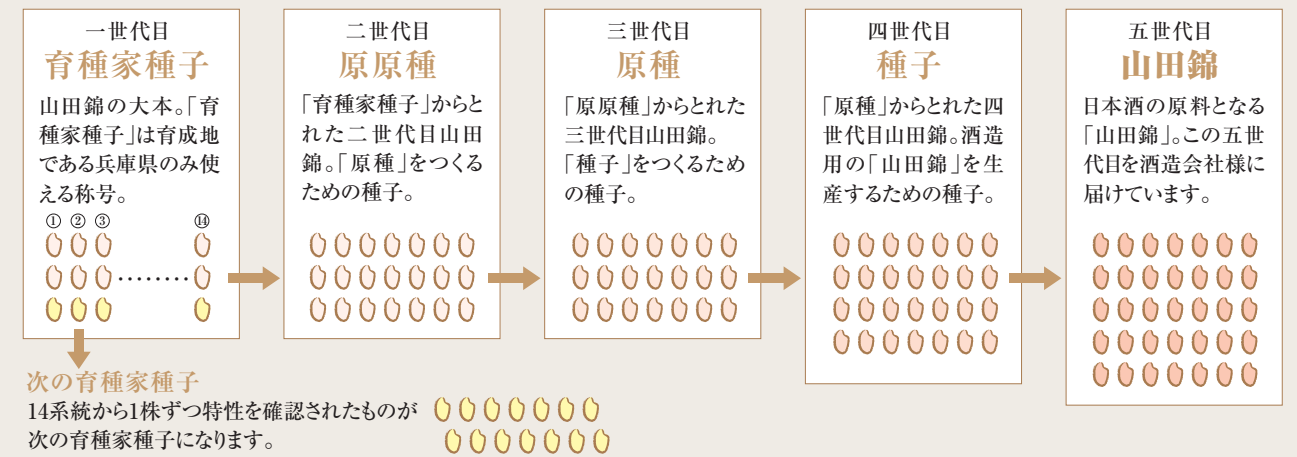 一世代目
育種家種子
山田錦の大本。「育
種家種子」は育成地
である兵庫県のみ使
える称号。
① ② ③ ⑭
‥‥‥‥
二世代目
原原種
「育種家種子」からと
れた二世代目山田
錦。「原種」をつくる
ための種子。
三世代目
原種
「原原種」からとれた
三世代目山田錦。
「種子」をつくるため
の種子。
四世代目
種子
「原種」からとれた四
世代目山田錦。酒造
用の「山田錦」を生
産するための種子。
五世代目
山田錦
日本酒の原料となる
「山田錦」。この五世
代目を酒造会社様に
届けています。
次の育種家種子
14系統から1株ずつ特性を確認されたものが
次の育種家種子になります。